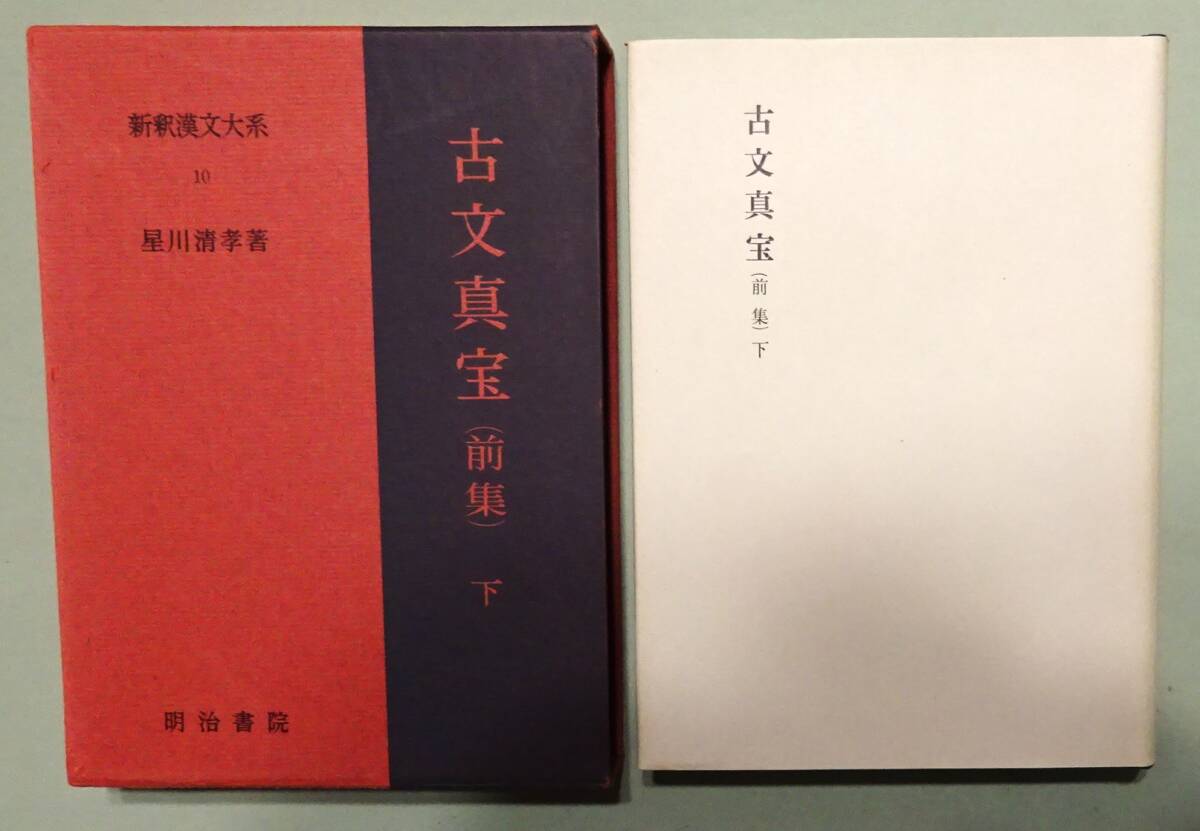 新釈漢文大系
10
星川清孝著
古文真宝（前集） 下
明治書院
古文真宝（前集）下